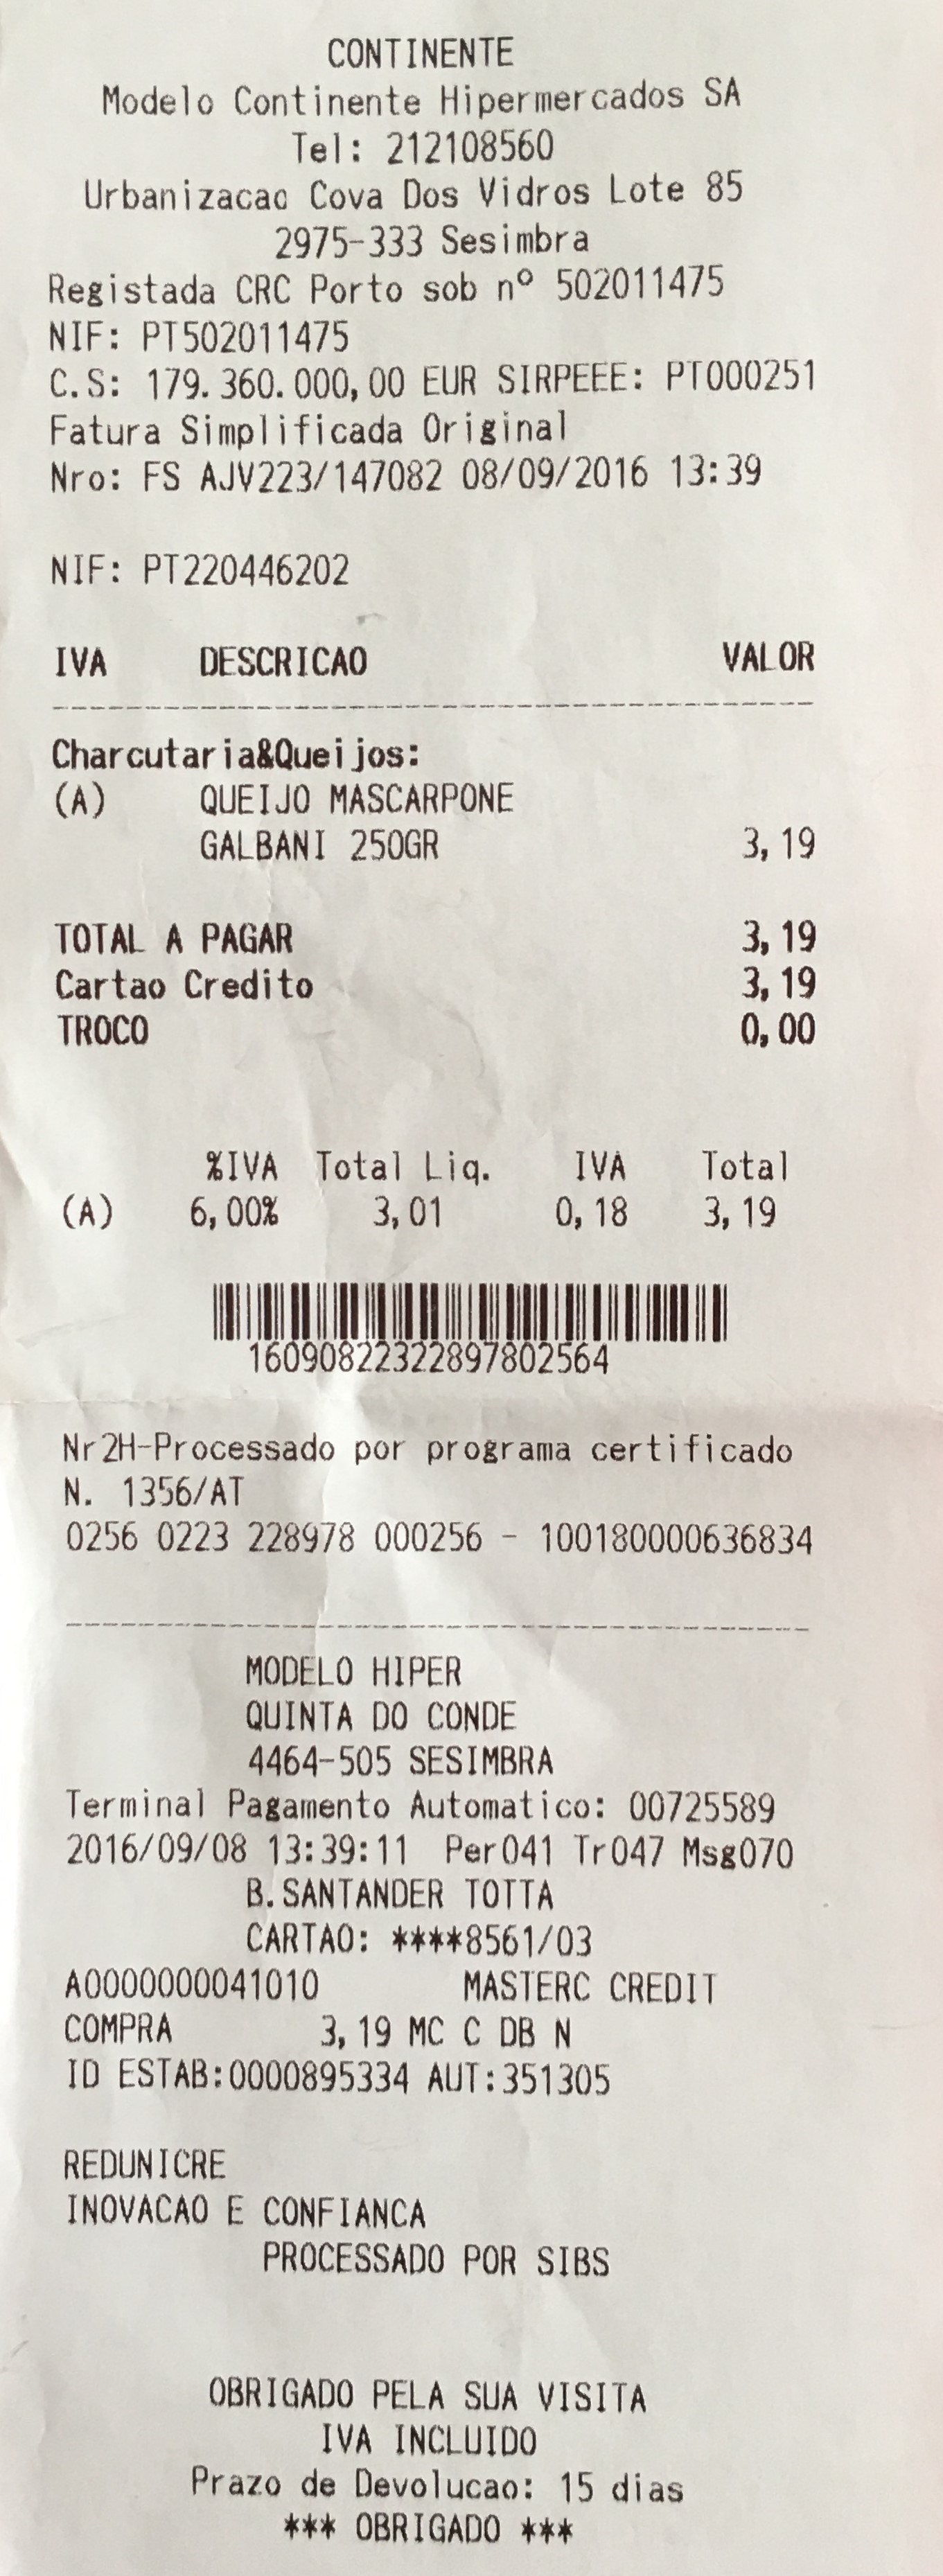 CONTINENTE
Modelo Continente Hipermercados SA
Tel: 212108560
Urbanizacao Cova Dos Vidros Lote 85
2975-333 Sesimbra
Registada CRC Porto sob nº 502011475
NIF: PT502011475
C.S: 179.360.000,00 EUR SIRPEEE: PT000251
Fatura Simplificada Original
Nro: FS AJV223/147082 08/09/2016 13:39
NIF: PT220446202
IVA DESCRICAO VALOR
Charcutaria&Queijos:
(A) QUEIJO MASCARPONE
GALBANI 250GR 3,19
TOTAL A PAGAR 3,19
Cartao Credito 3,19
TROCO 0,00
%IVA Total Liq. IVA Total
(A) 6,00% 3,01 0,18 3,19
16090822322897802564
Nr2H-Processado por programa certificado
N. 1356/AT
0256 0223 228978 000256 - 100180000636834
MODELO HIPER
QUINTA DO CONDE
4464-505 SESIMBRA
Terminal Pagamento Automatico: 00725589
2016/09/08 13:39:11 Per041 Tr047 Msg070
B.SANTANDER TOTTA
CARTAO: ****8561/03
A0000000041010 MASTERC CREDIT
COMPRA 3,19 MC C DB N
ID ESTAB:0000895334 AUT:351305
REDUNICRE
INOVACAO E CONFIANCA
PROCESSADO POR SIBS
OBRIGADO PELA SUA VISITA
IVA INCLUIDO
Prazo de Devolucao: 15 dias
*** OBRIGADO ***